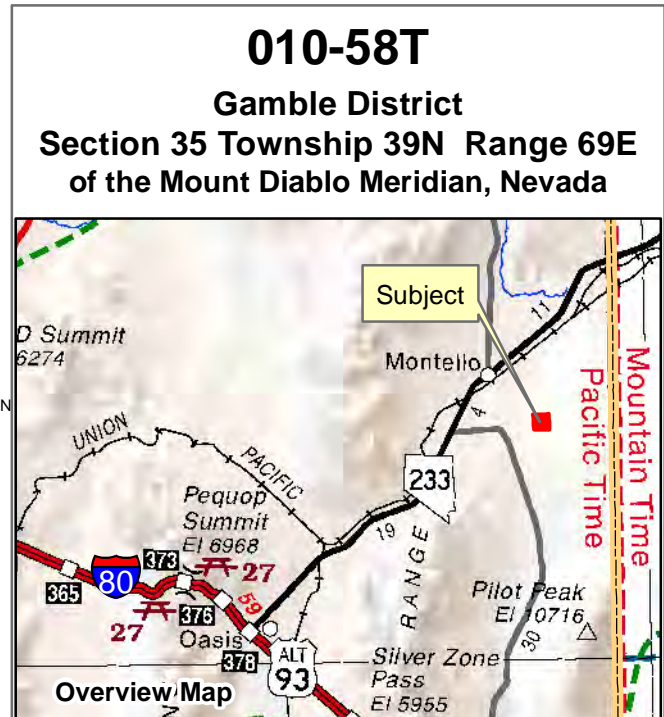 010-58T
Gamble District
Section 35 Township 39N Range 69E
of the Mount Diablo Meridian, Nevada
Subject
11
D Summit
6274
Montello
Mountain Time
Pacific Time
N
4
UNION
PACIFIC
233
Pequop
Summit
El 6968
19
RANGE
373
27
80
365
59
376
Pilot Peak
El 10716
27
Oasis
30
378
ALT
93
Silver Zone
Pass
El 5955
Overview Map